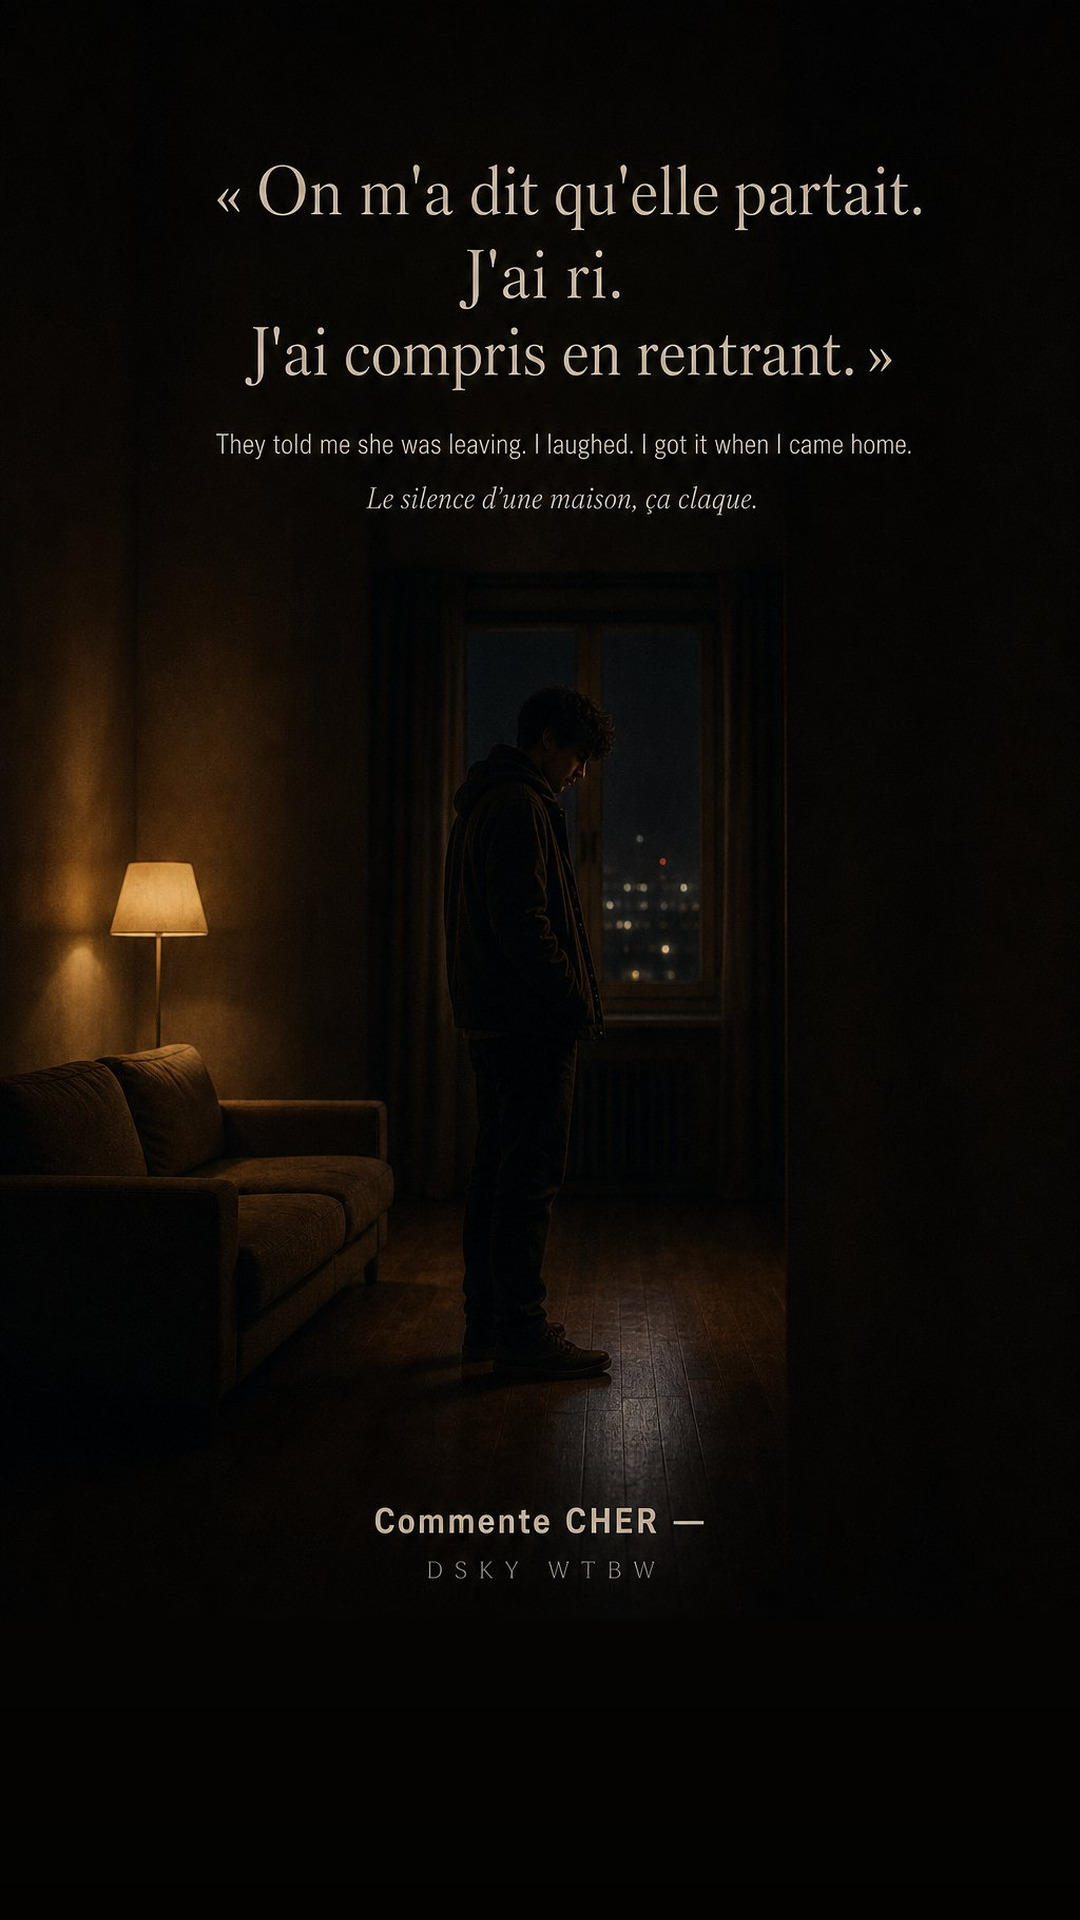 « On m'a dit qu'elle partait.
J'ai ri.
J'ai compris en rentrant. »
They told me she was leaving. I laughed. I got it when I came home.
Le silence d’une maison, ça claque.
Commente CHER —
DSKY WTBW